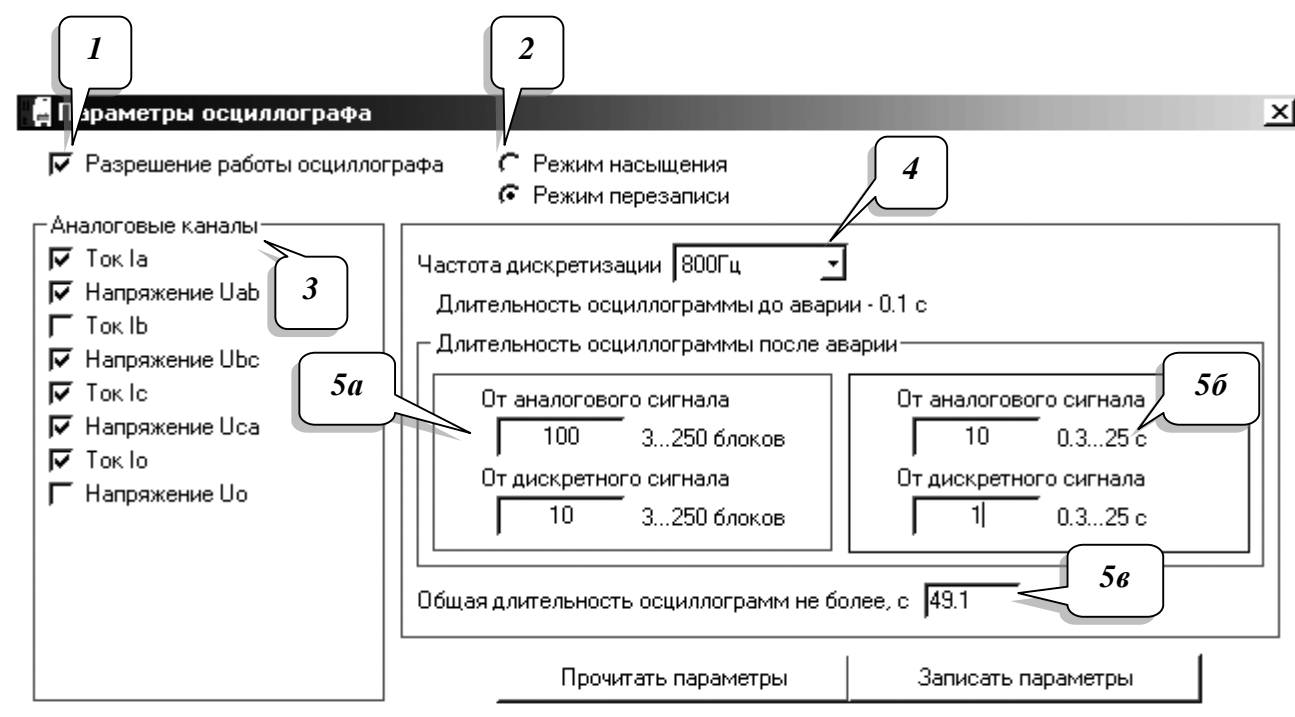 1
2
Параметры осциллографа
Разрешение работы осциллографа
Режим насыщения
Режим перезаписи
4
Аналоговые каналы
Ток Ia
Напряжение Uab
Ток Ib
Напряжение Ubc
Ток Ic
Напряжение Uca
Ток Io
Напряжение Uo
3
Частота дискретизации 800Гц
Длительность осциллограммы до аварии - 0.1 с
Длительность осциллограммы после аварии
5а
От аналогового сигнала
100 3...250 блоков
От дискретного сигнала
10 3...250 блоков
5б
От аналогового сигнала
10 0.3...25 с
От дискретного сигнала
1 0.3...25 с
5в
Общая длительность осциллограмм не более, с 49.1
Прочитать параметры
Записать параметры